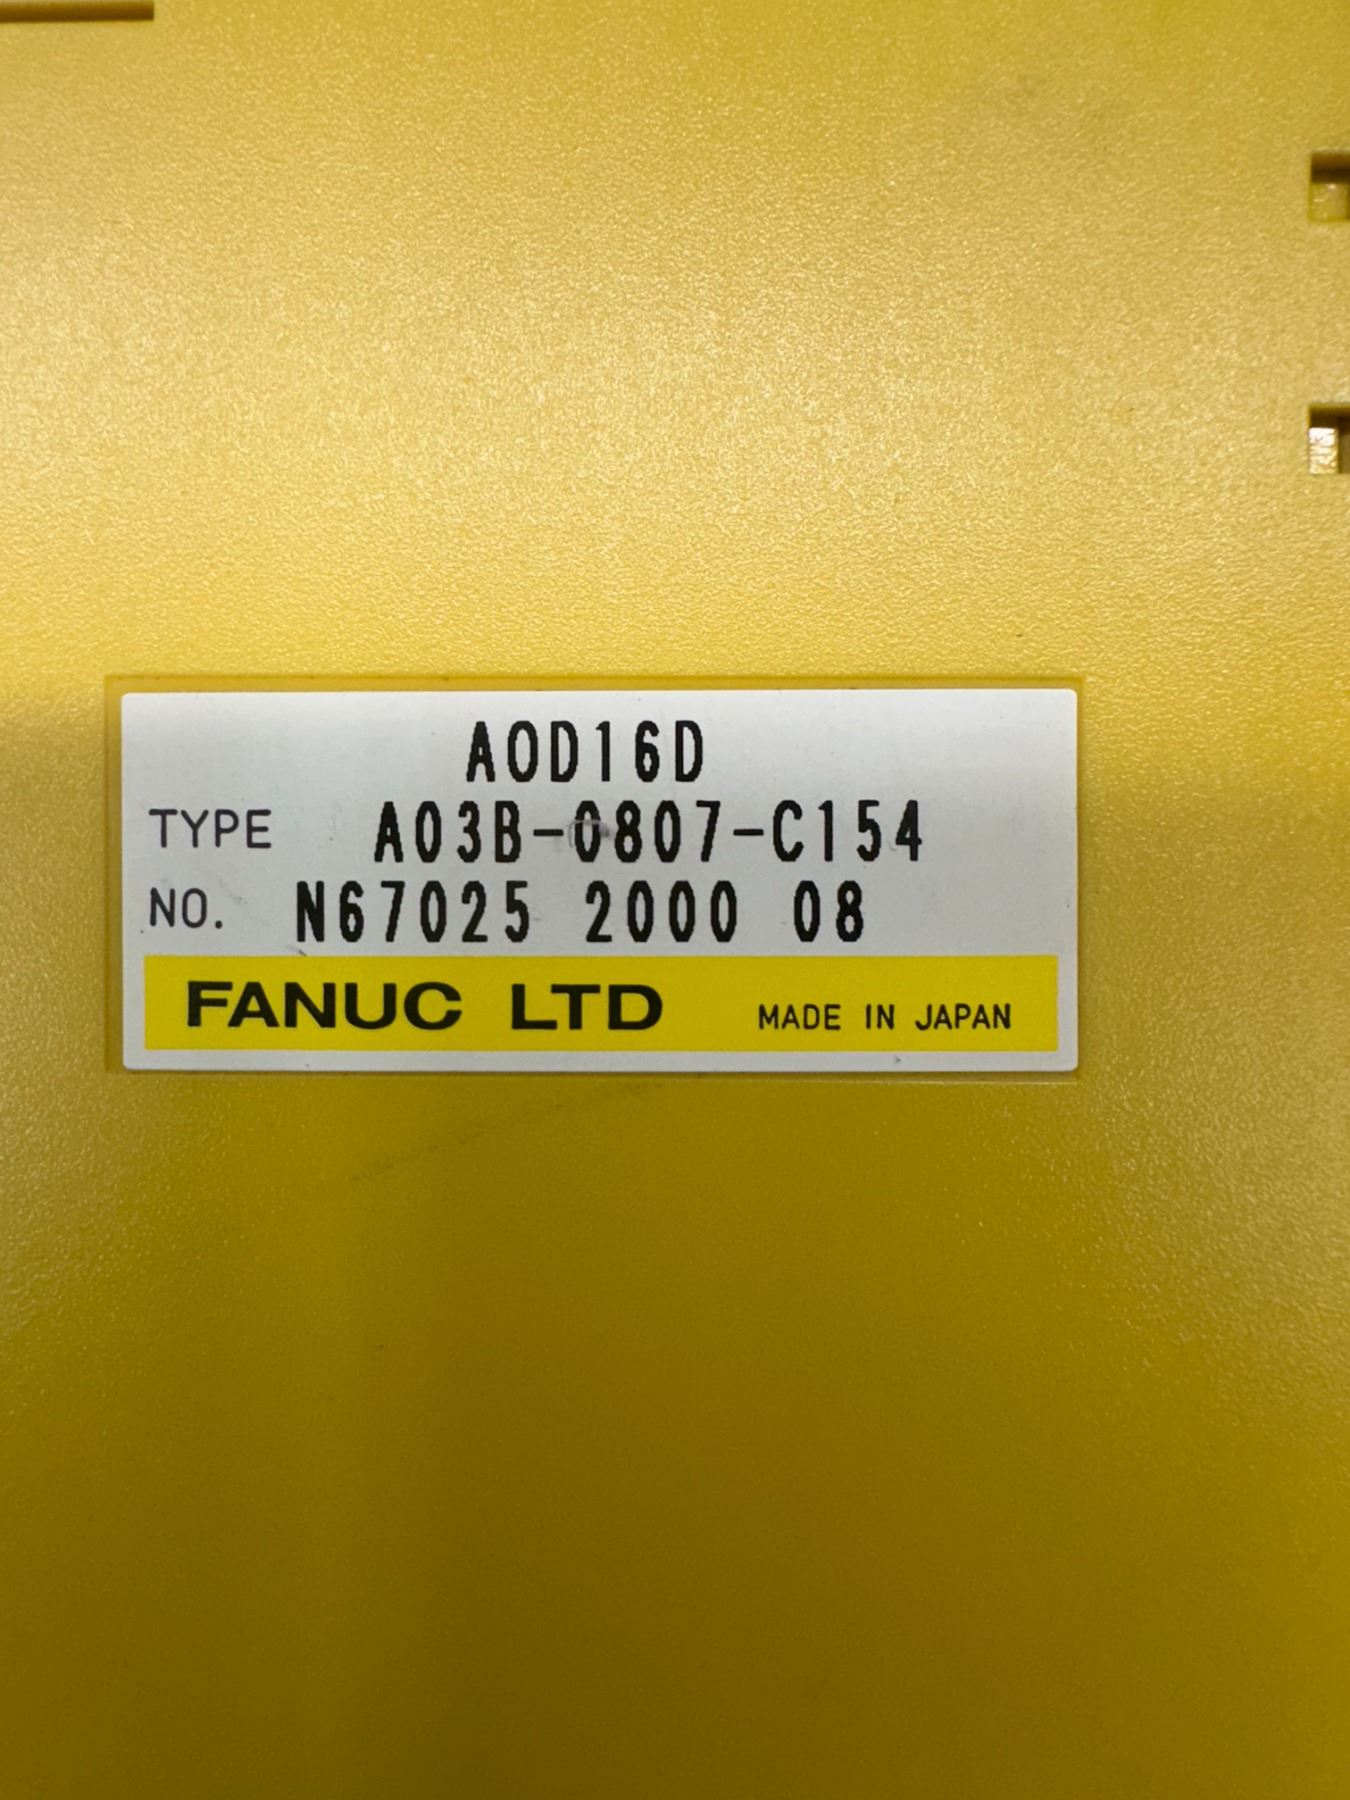 AOD16D
TYPE A03B-0807-C154
NO. N67025 2000 08
FANUC LTD MADE IN JAPAN